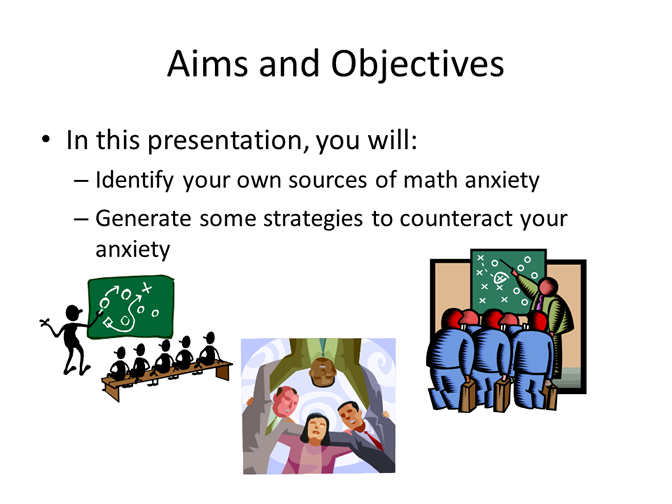 Aims and Objectives
• In this presentation, you will:
– Identify your own sources of math anxiety
– Generate some strategies to counteract your
anxiety